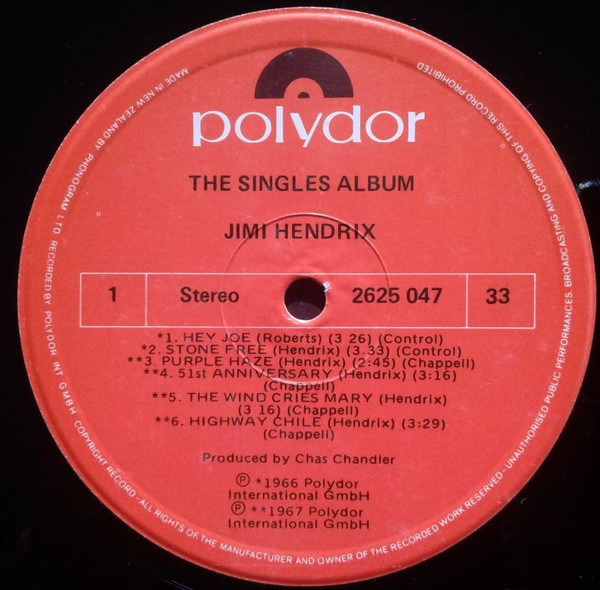 polydor
THE SINGLES ALBUM
JIMI HENDRIX
1 Stereo 2625 047 33
*1. HEY JOE (Roberts) (3 26) (Control)
*2. STONE FREE (Hendrix) (3.33) (Control)
**3. PURPLE HAZE (Hendrix) (2:45) (Chappell)
**4. 51st ANNIVERSARY (Hendrix) (3:16)
(Chappell)
**5. THE WIND CRIES MARY (Hendrix)
(3 16) (Chappell)
**6. HIGHWAY CHILE (Hendrix) (3:29)
(Chappell)
Produced by Chas Chandler
Ⓟ *1966 Polydor
International GmbH
Ⓟ **1967 Polydor
International GmbH
MADE IN NEW ZEALAND BY PHONOGRAM LTD RECORDED BY POLYDOR INT GMBH COPYRIGHT RECORD - ALL RIGHTS OF THE MANUFACTURER AND OWNER OF THE RECORDED WORK RESERVED - UNAUTHORISED PUBLIC PERFORMANCES BROADCASTING AND COPYING OF THIS RECORD PROHIBITED